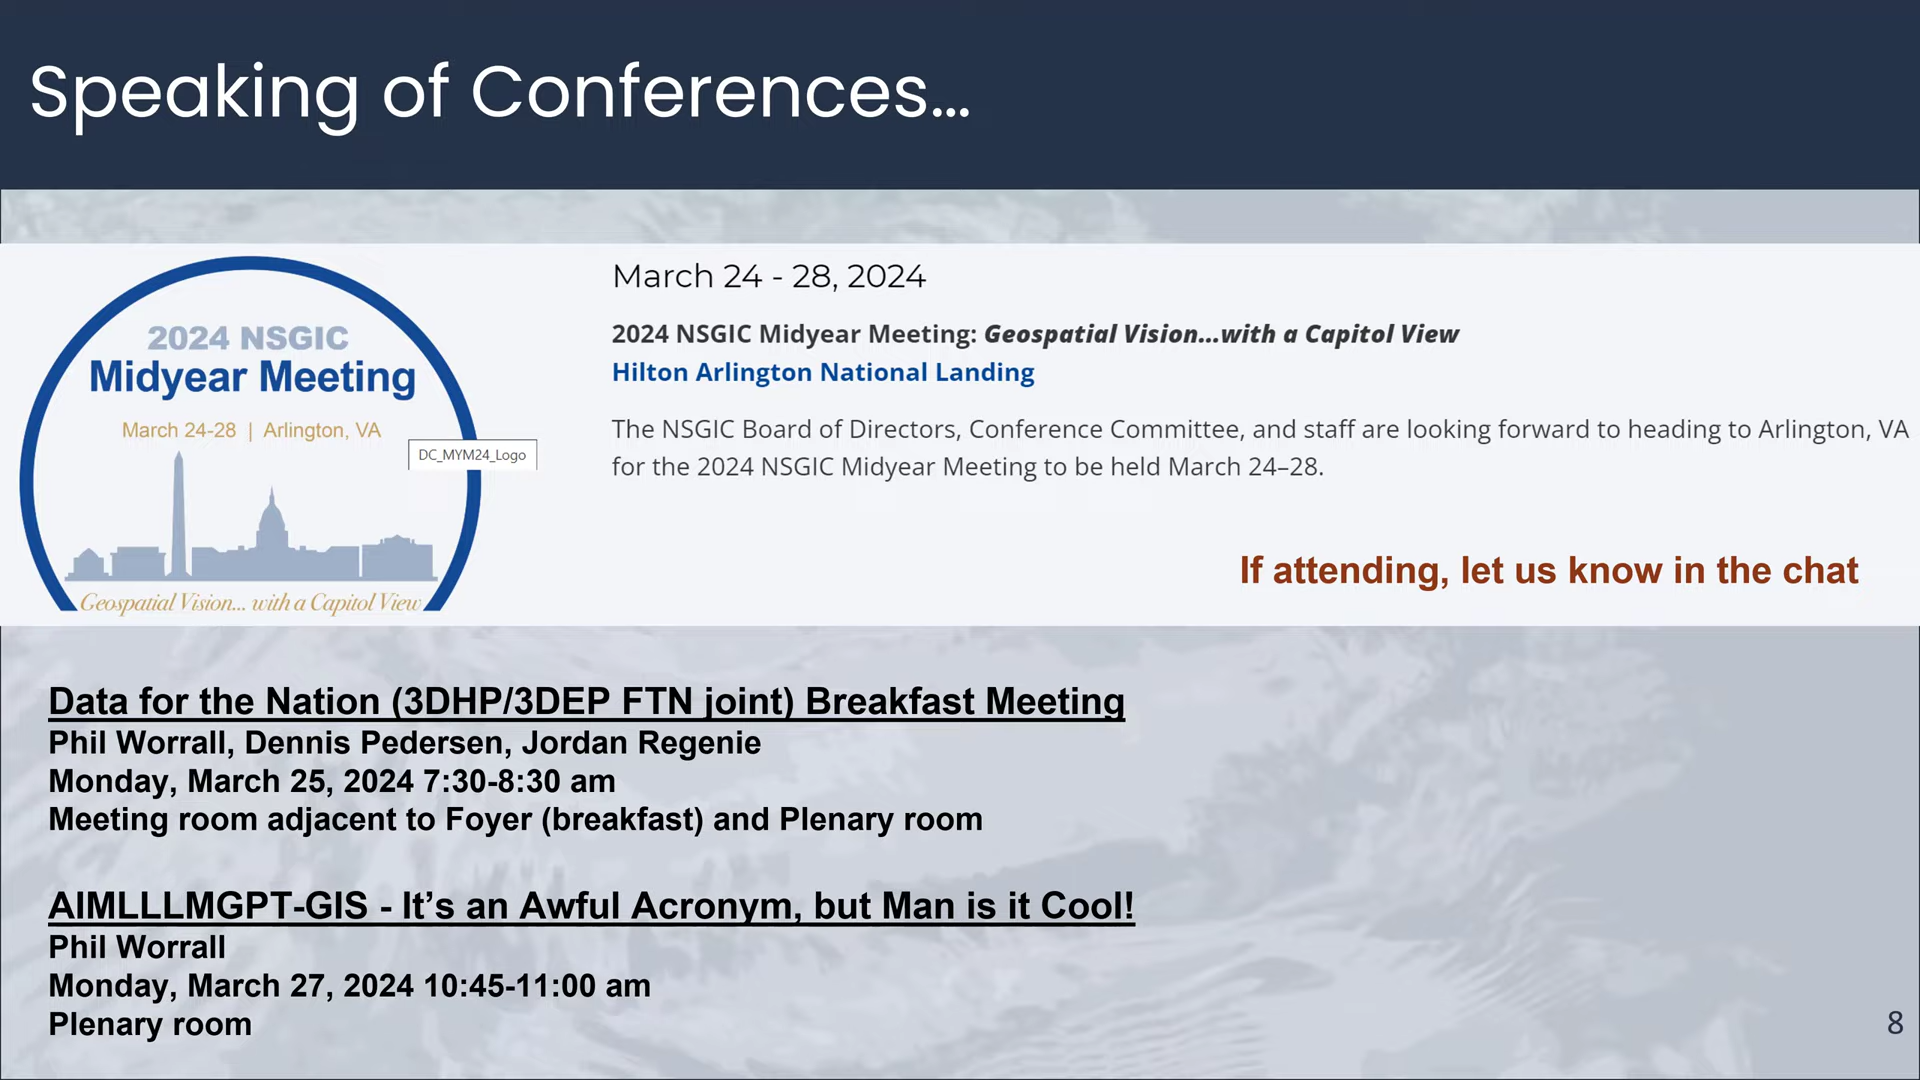 Speaking of Conferences...
2024 NSGIC
Midyear Meeting
March 24-28 | Arlington, VA
DC_MYM24_Logo
Geospatial Vision... with a Capitol View
March 24 - 28, 2024
2024 NSGIC Midyear Meeting: Geospatial Vision...with a Capitol View
Hilton Arlington National Landing
The NSGIC Board of Directors, Conference Committee, and staff are looking forward to heading to Arlington, VA
for the 2024 NSGIC Midyear Meeting to be held March 24–28.
If attending, let us know in the chat
Data for the Nation (3DHP/3DEP FTN joint) Breakfast Meeting
Phil Worrall, Dennis Pedersen, Jordan Regenie
Monday, March 25, 2024 7:30-8:30 am
Meeting room adjacent to Foyer (breakfast) and Plenary room
AIMLLLMGPT-GIS - It’s an Awful Acronym, but Man is it Cool!
Phil Worrall
Monday, March 27, 2024 10:45-11:00 am
Plenary room
8